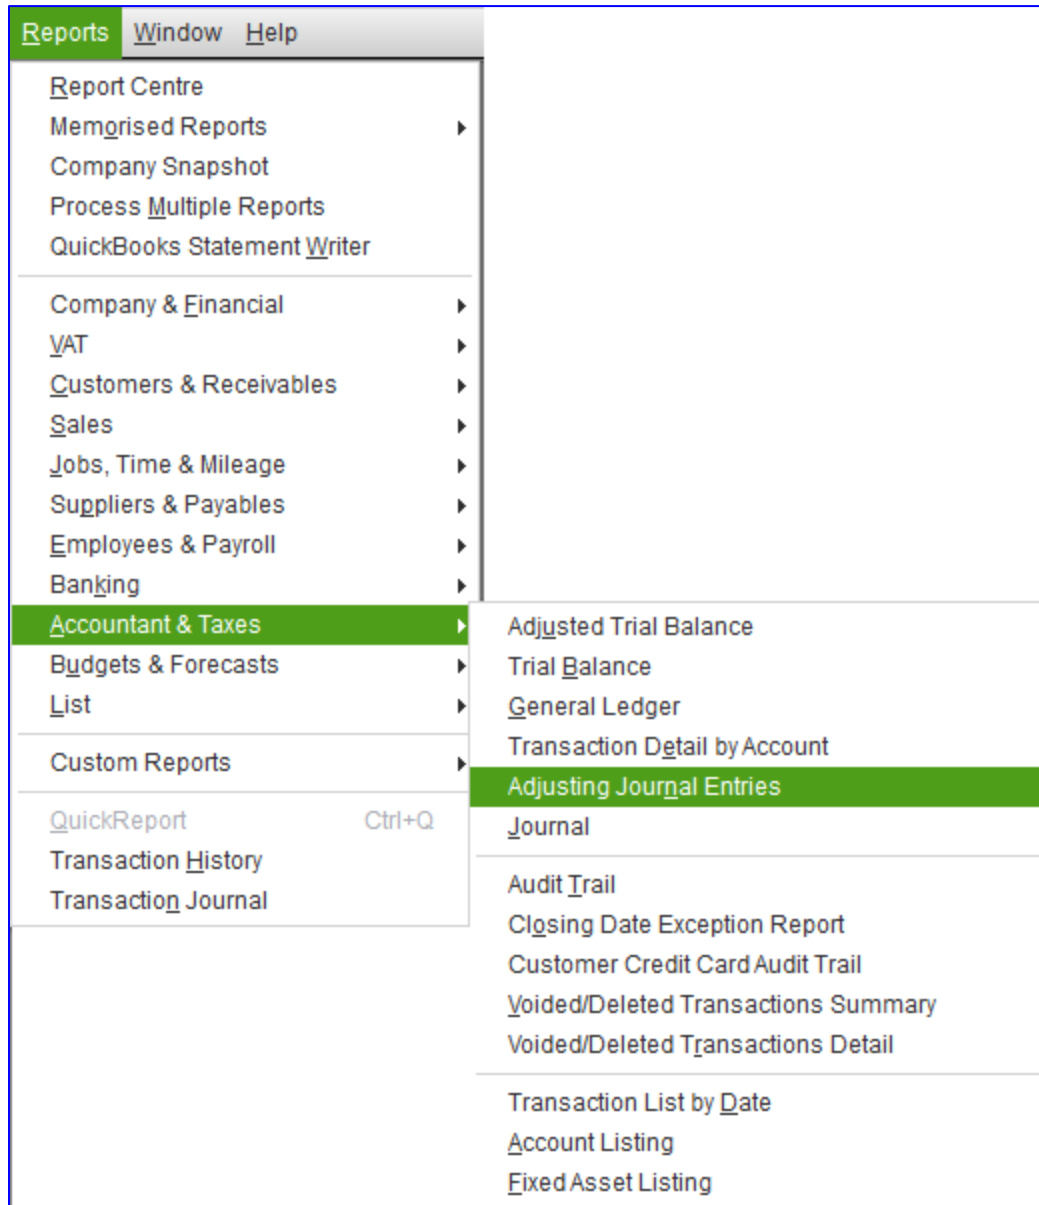 Reports Window Help
Report Centre
Memorised Reports
Company Snapshot
Process Multiple Reports
QuickBooks Statement Writer
Company & Financial
VAT
Customers & Receivables
Sales
Jobs, Time & Mileage
Suppliers & Payables
Employees & Payroll
Banking
Accountant & Taxes
Budgets & Forecasts
List
Custom Reports
QuickReport Ctrl+Q
Transaction History
Transaction Journal
Adjusted Trial Balance
Trial Balance
General Ledger
Transaction Detail by Account
Adjusting Journal Entries
Journal
Audit Trail
Closing Date Exception Report
Customer Credit Card Audit Trail
Voided/Deleted Transactions Summary
Voided/Deleted Transactions Detail
Transaction List by Date
Account Listing
Fixed Asset Listing